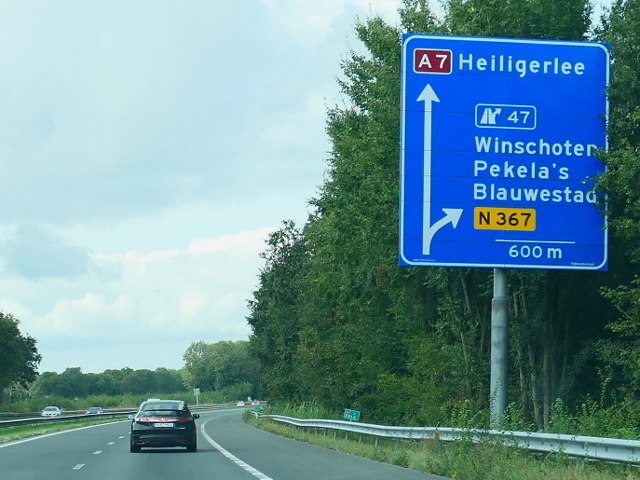 A7 Heiligerlee
47
Winschoten
Pekela's
Blauwestad
N 367
600 m